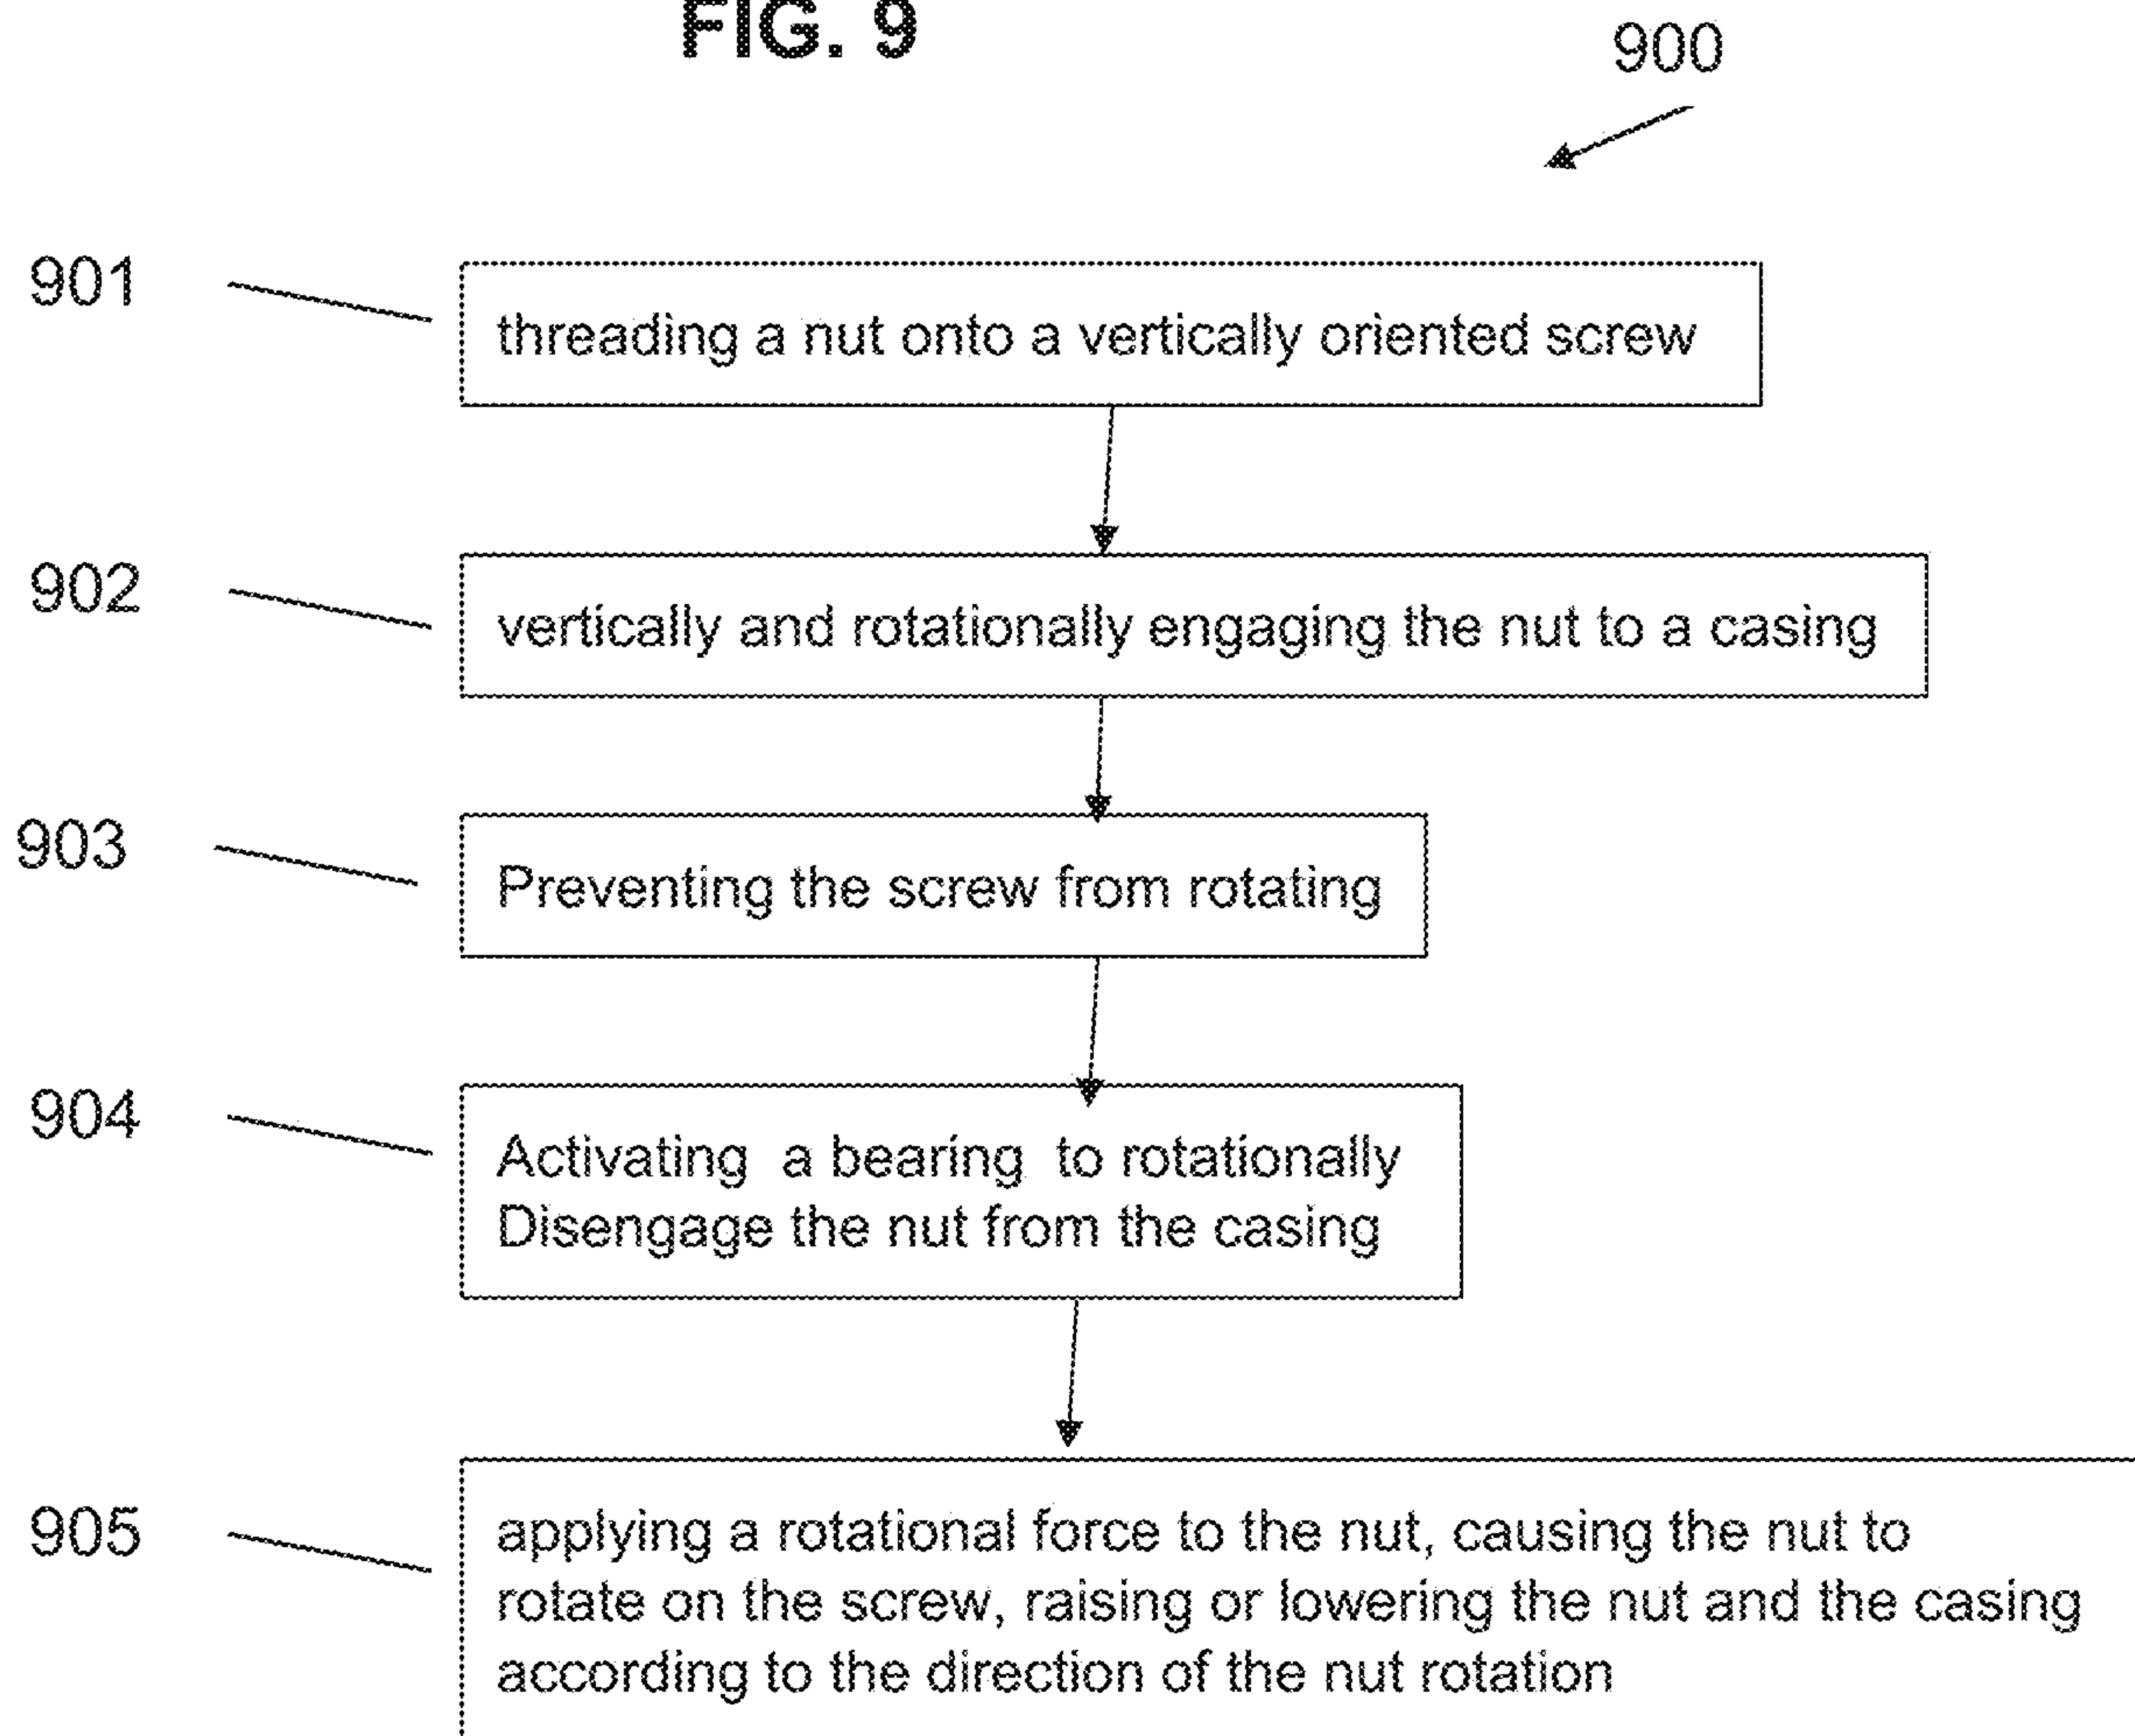 FIG. 9
900
901
threading a nut onto a vertically oriented screw
902
vertically and rotationally engaging the nut to a casing
903
Preventing the screw from rotating
904
Activating a bearing to rotationally
Disengage the nut from the casing
905
applying a rotational force to the nut, causing the nut to
rotate on the screw, raising or lowering the nut and the casing
according to the direction of the nut rotation